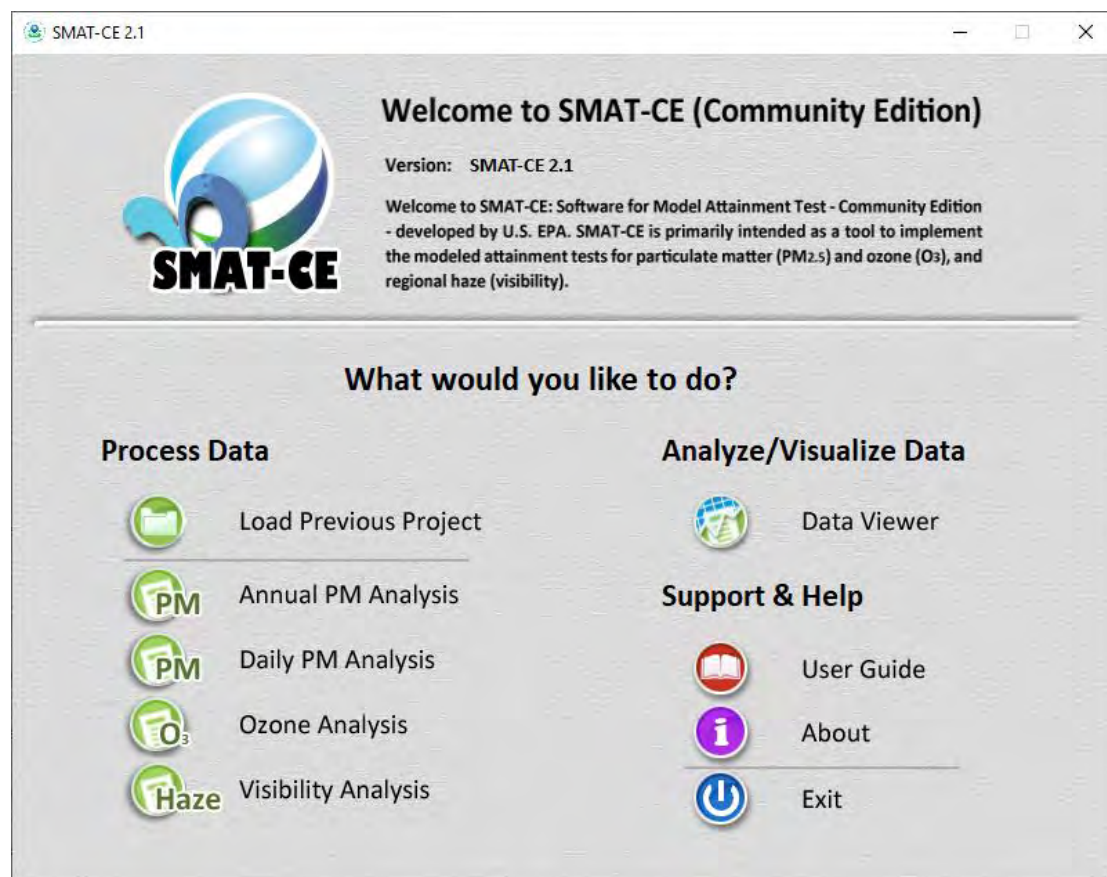 SMAT-CE 2.1
Welcome to SMAT-CE (Community Edition)
Version: SMAT-CE 2.1
Welcome to SMAT-CE: Software for Model Attainment Test - Community Edition
- developed by U.S. EPA. SMAT-CE is primarily intended as a tool to implement
the modeled attainment tests for particulate matter (PM2.5) and ozone (O3), and
regional haze (visibility).
SMAT-CE
What would you like to do?
Process Data
Load Previous Project
PM Annual PM Analysis
PM Daily PM Analysis
O3 Ozone Analysis
Haze Visibility Analysis
Analyze/Visualize Data
Data Viewer
Support & Help
User Guide
i About
Exit